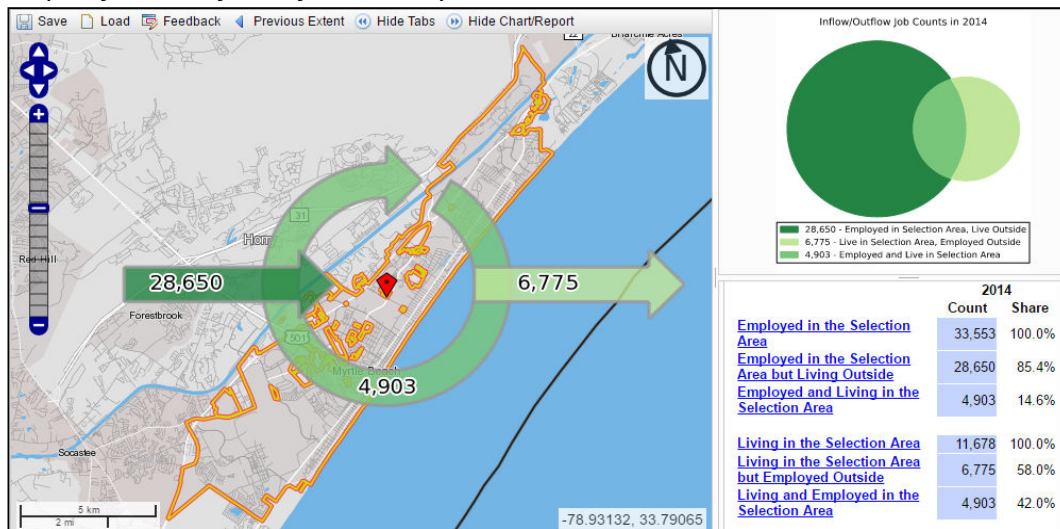 Save Load Feedback Previous Extent Hide Tabs Hide Chart/Report
22
Briarcliffe Acres
N
31
Red Hill
28,650
6,775
Forestbrook
501
Myrtle Beach
4,903
Socastee
5 km
2 mi
-78.93132, 33.79065
Inflow/Outflow Job Counts in 2014
28,650 - Employed in Selection Area, Live Outside
6,775 - Live in Selection Area, Employed Outside
4,903 - Employed and Live in Selection Area
2014
Count Share
Employed in the Selection Area 33,553 100.0%
Employed in the Selection Area but Living Outside 28,650 85.4%
Employed and Living in the Selection Area 4,903 14.6%
Living in the Selection Area 11,678 100.0%
Living in the Selection Area but Employed Outside 6,775 58.0%
Living and Employed in the Selection Area 4,903 42.0%